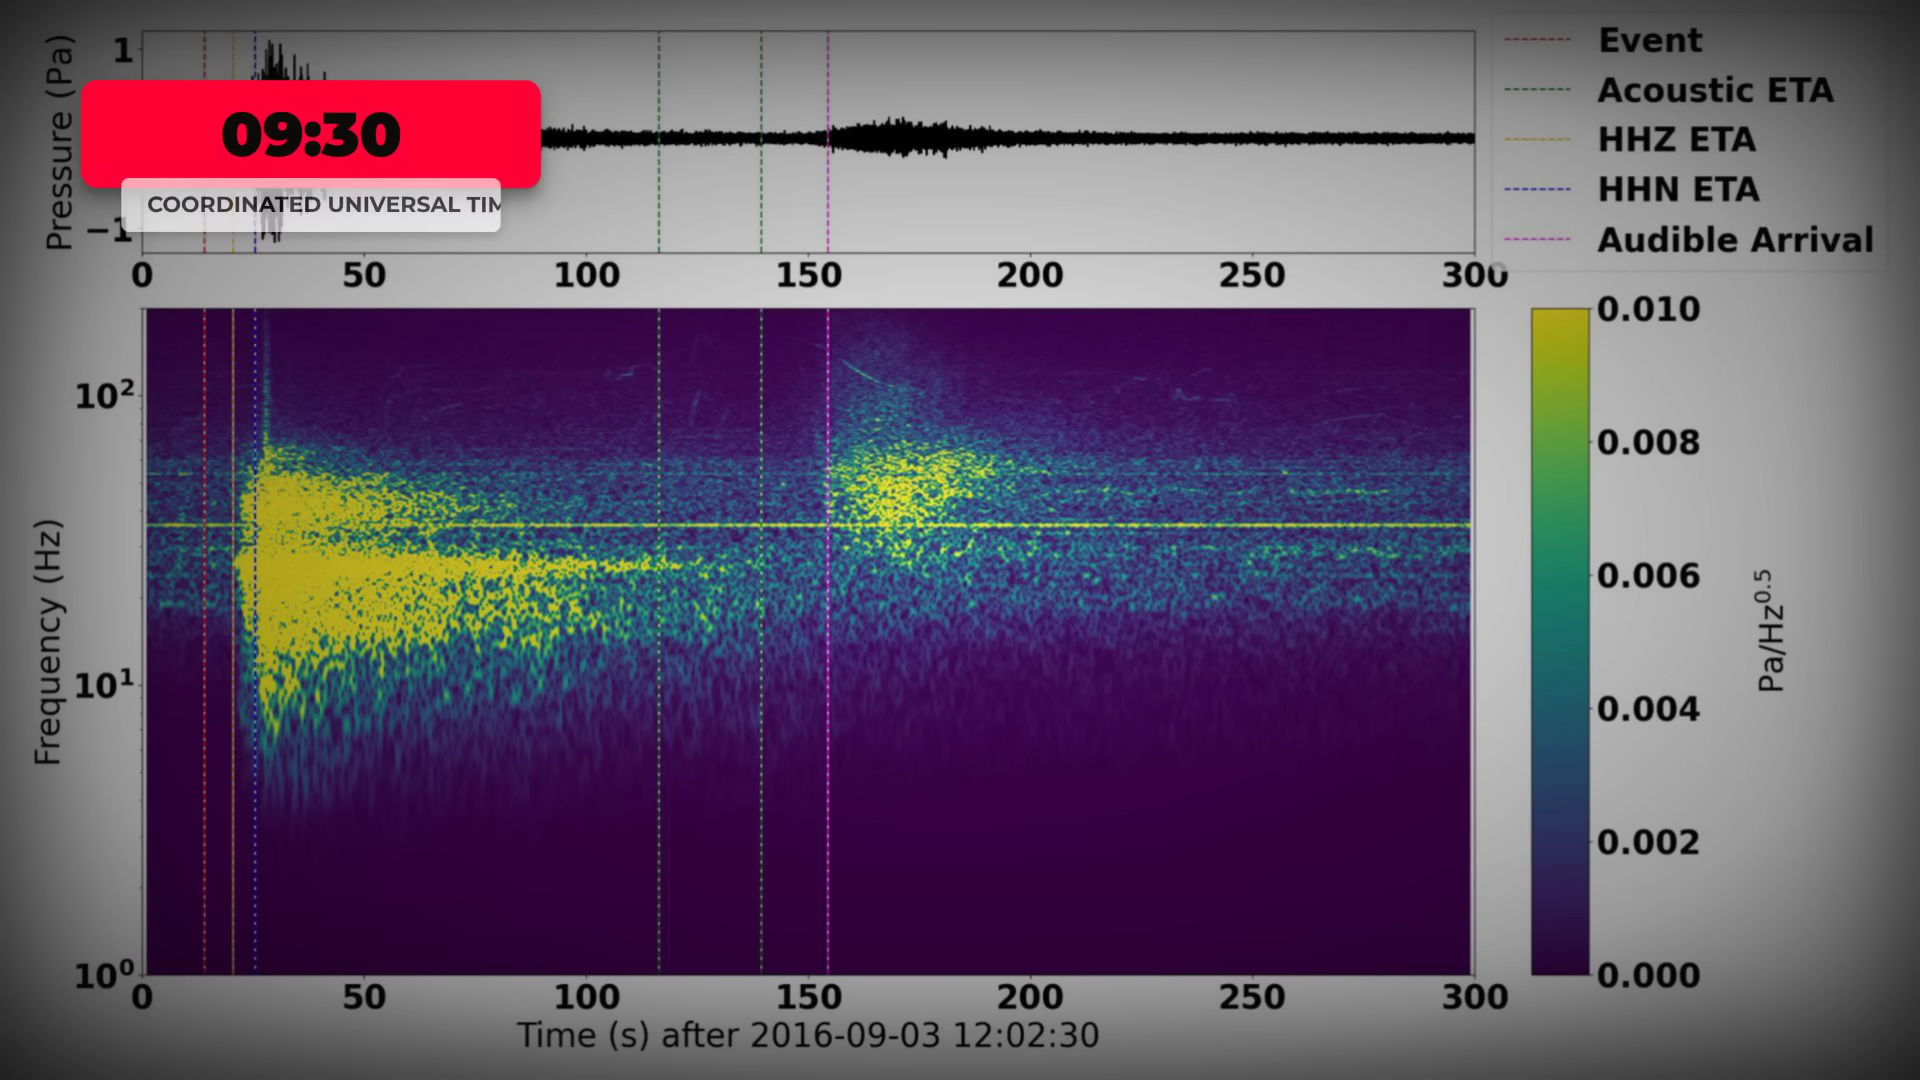 Pressure (Pa)
1
−1
09:30
COORDINATED UNIVERSAL TIM
0 50 100 150 200 250 300
Event
Acoustic ETA
HHZ ETA
HHN ETA
Audible Arrival
Frequency (Hz)
10²
10¹
10⁰
0 50 100 150 200 250 300
Time (s) after 2016-09-03 12:02:30
0.010
0.008
0.006
0.004
0.002
0.000
Pa/Hz⁰·⁵